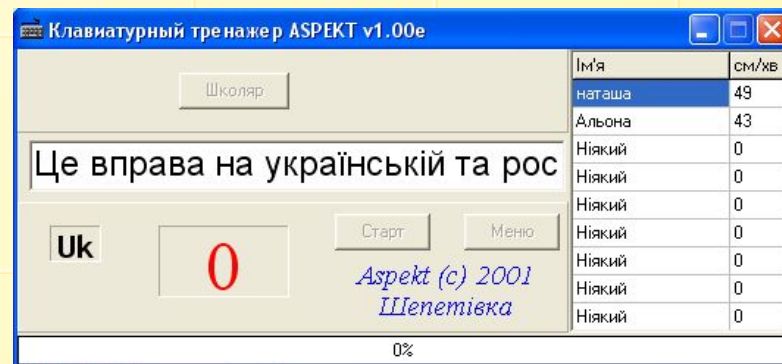 Клавиатурный тренажер ASPEKT v1.00e
Школяр
Це вправа на українській та рос
Uk
0
Старт
Меню
Aspekt (c) 2001
Шепетівка
Ім'я см/хв
наташа 49
Альона 43
Ніякий 0
Ніякий 0
Ніякий 0
Ніякий 0
Ніякий 0
Ніякий 0
Ніякий 0
0%